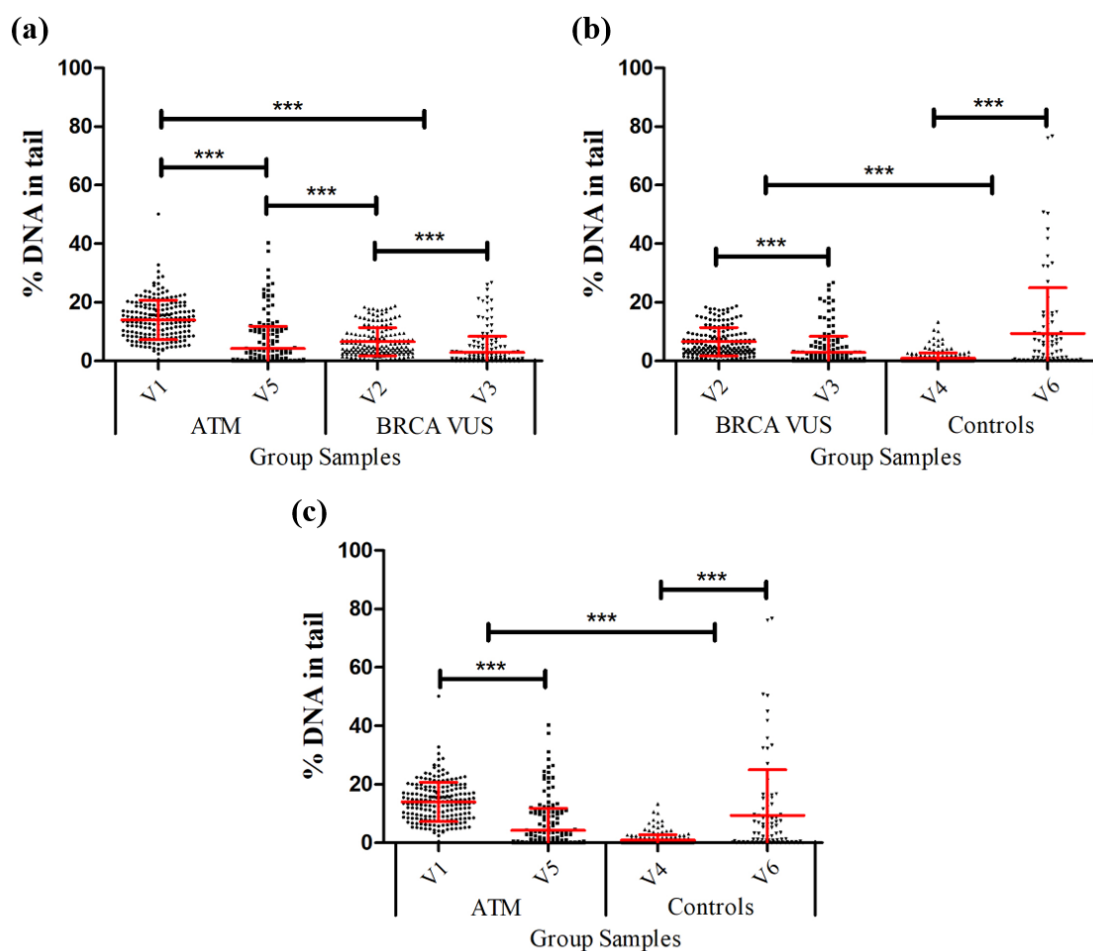 (a)
100
80
60
40
20
0
% DNA in tail
***
***
***
***
V1
V5
V2
V3
ATM
BRCA VUS
Group Samples
(b)
100
80
60
40
20
0
% DNA in tail
***
***
***
V2
V3
V4
V6
BRCA VUS
Controls
Group Samples
(c)
100
80
60
40
20
0
% DNA in tail
***
***
***
V1
V5
V4
V6
ATM
Controls
Group Samples